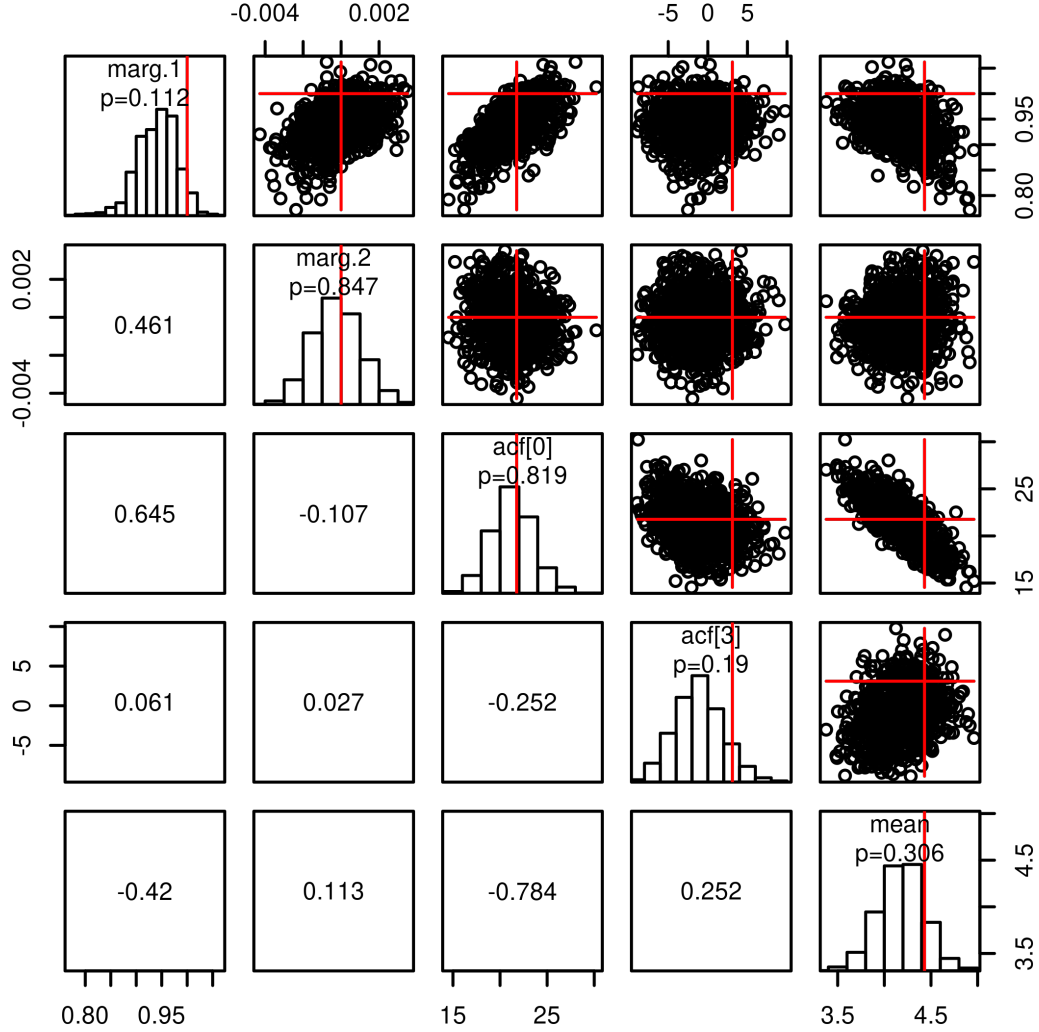 -0.004 0.002 -5 0 5
marg.1
p=0.112
0.80 0.95
-0.004 0.002
0.461
marg.2
p=0.847
0.645
-0.107
acf[0]
p=0.819
15 25
-5 0 5
0.061
0.027
-0.252
acf[3]
p=0.19
-0.42
0.113
-0.784
0.252
mean
p=0.306
3.5 4.5
0.80 0.95 15 25 3.5 4.5